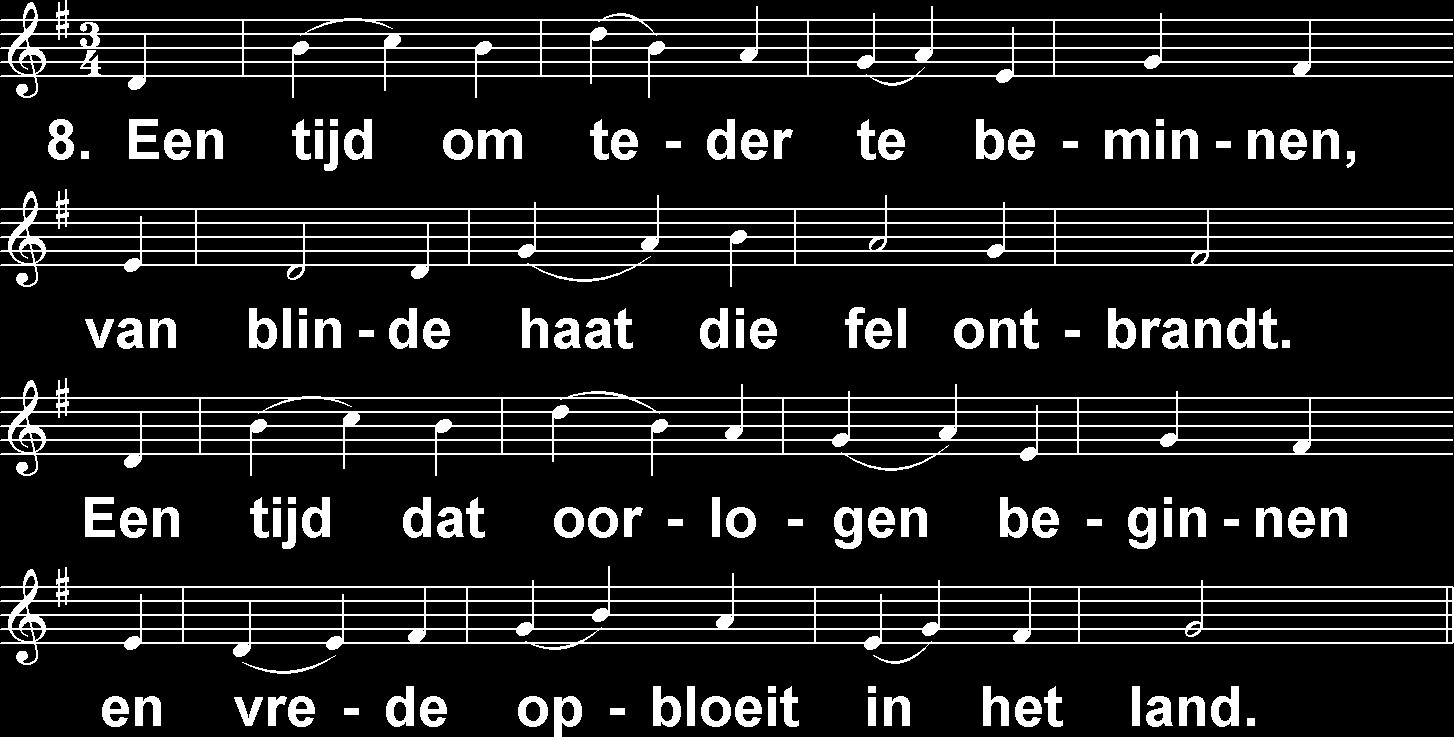 8. Een tijd om te - der te be - min - nen,
van blin - de haat die fel ont - brandt.
Een tijd dat oor - lo - gen be - gin - nen
en vre - de op - bloeit in het land.